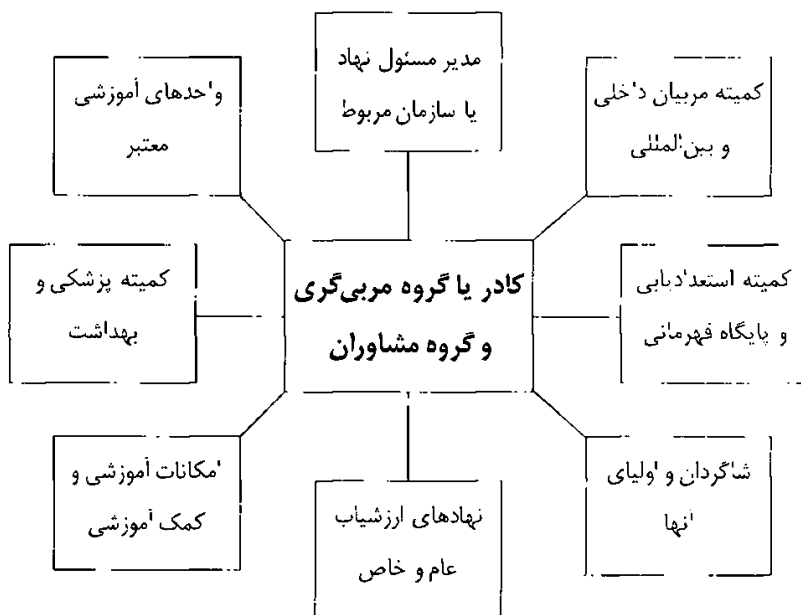 مدیر مسئول نهاد
یا سازمان مربوط
کمیته مربیان داخلی
و بین‌المللی
واحدهای آموزشی
معتبر
کادر یا گروه مربی‌گری
و گروه مشاوران
کمیته استعدادیابی
و پایگاه قهرمانی
کمیته پزشکی و
بهداشت
شاگردان و اولیای
آنها
نهادهای ارزشیاب
عام و خاص
امکانات آموزشی و
کمک آموزشی